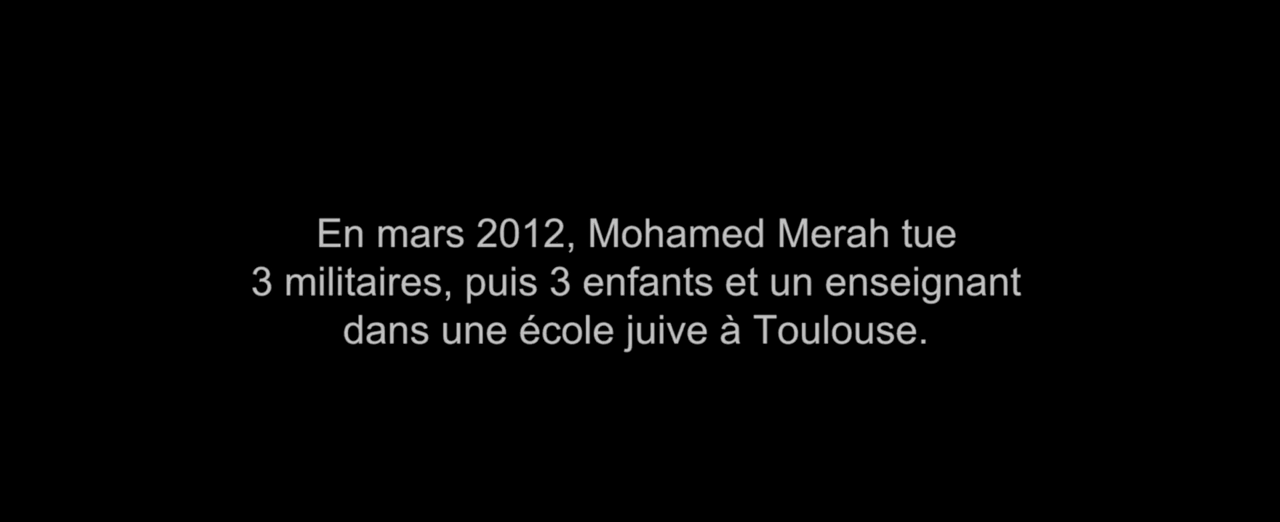 En mars 2012, Mohamed Merah tue
3 militaires, puis 3 enfants et un enseignant
dans une école juive à Toulouse.